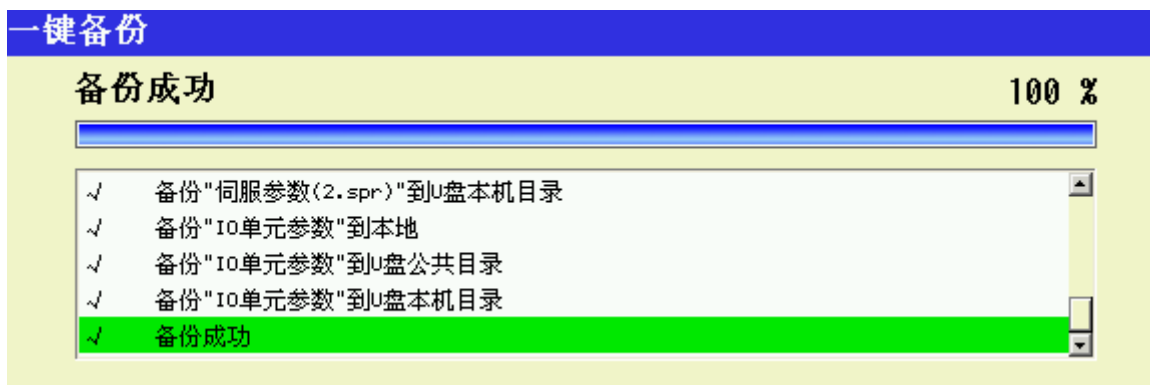 一键备份
备份成功 100 %
√ 备份"伺服参数(2.spr)"到U盘本机目录
√ 备份"IO单元参数"到本地
√ 备份"IO单元参数"到U盘公共目录
√ 备份"IO单元参数"到U盘本机目录
√ 备份成功